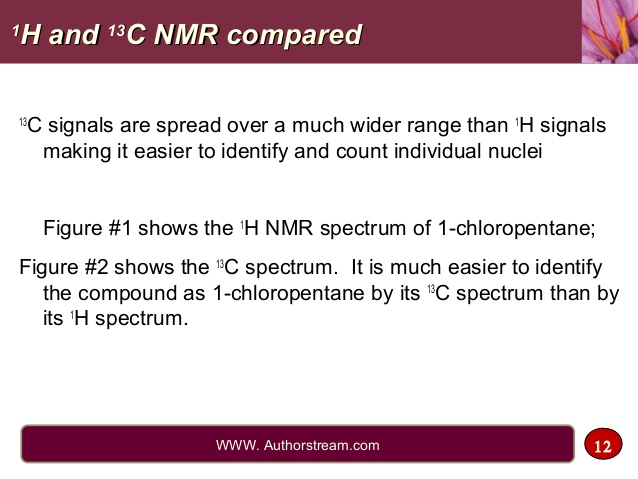 ¹H and ¹³C NMR compared
¹³C signals are spread over a much wider range than ¹H signals
making it easier to identify and count individual nuclei
Figure #1 shows the ¹H NMR spectrum of 1-chloropentane;
Figure #2 shows the ¹³C spectrum.  It is much easier to identify
the compound as 1-chloropentane by its ¹³C spectrum than by
its ¹H spectrum.
WWW. Authorstream.com
12